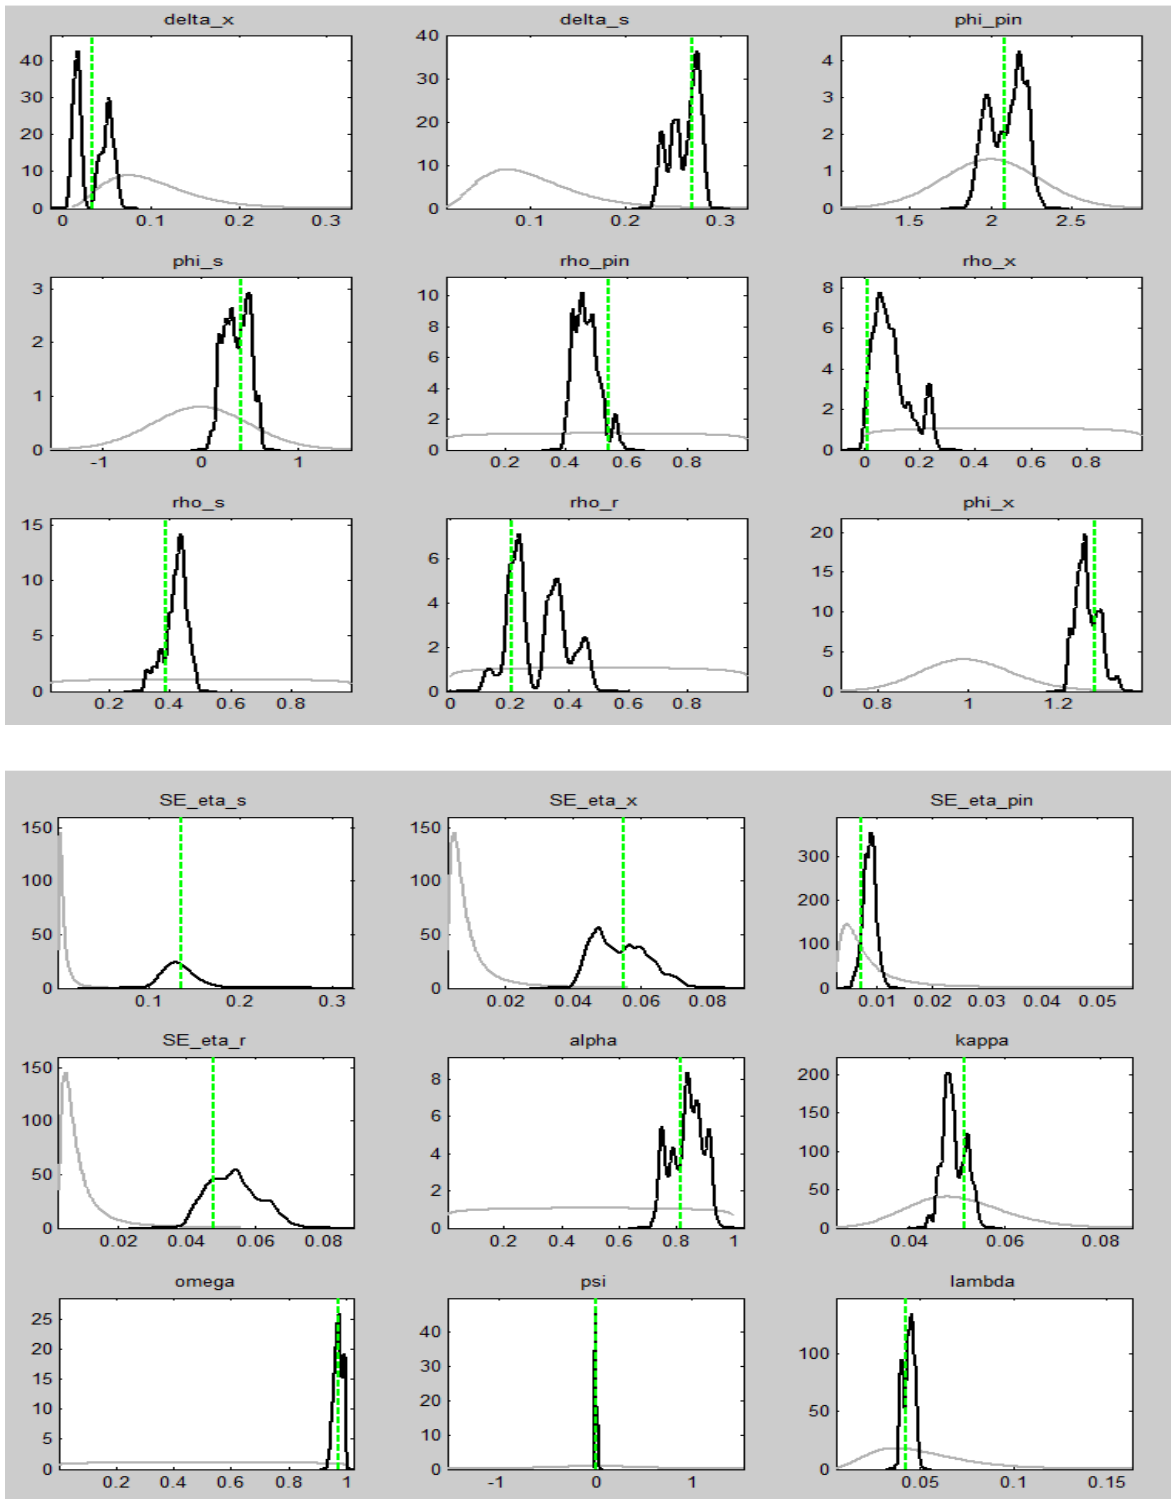 delta_x delta_s phi_pin
40 30 20 10 0
0 0.1 0.2 0.3
40 30 20 10 0
0.1 0.2 0.3
4 3 2 1 0
1.5 2 2.5
phi_s rho_pin rho_x
3 2 1 0
-1 0 1
10 8 6 4 2 0
0.2 0.4 0.6 0.8
8 6 4 2 0
0 0.2 0.4 0.6 0.8
rho_s rho_r phi_x
15 10 5 0
0.2 0.4 0.6 0.8
6 4 2 0
0 0.2 0.4 0.6 0.8
20 15 10 5 0
0.8 1 1.2
SE_eta_s SE_eta_x SE_eta_pin
150 100 50 0
0.1 0.2 0.3
150 100 50 0
0.02 0.04 0.06 0.08
300 200 100 0
0.01 0.02 0.03 0.04 0.05
SE_eta_r alpha kappa
150 100 50 0
0.02 0.04 0.06 0.08
8 6 4 2 0
0.2 0.4 0.6 0.8 1
200 150 100 50 0
0.04 0.06 0.08
omega psi lambda
25 20 15 10 5 0
0.2 0.4 0.6 0.8 1
40 30 20 10 0
-1 0 1
100 50 0
0.05 0.1 0.15